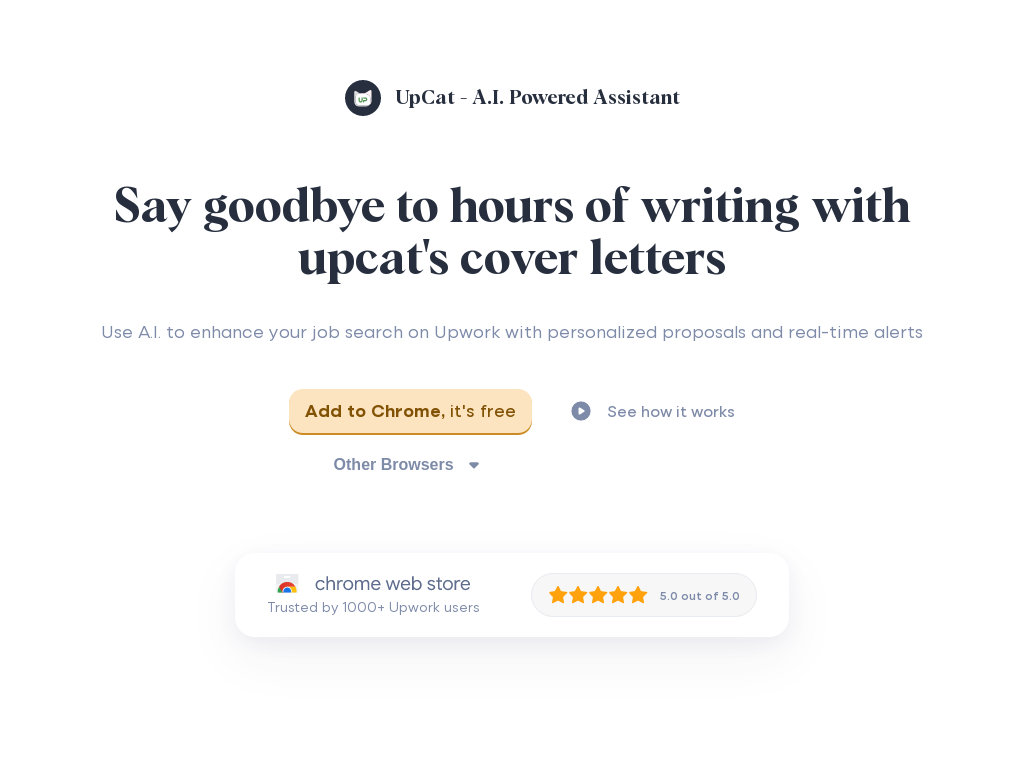 UP
UpCat - A.I. Powered Assistant
Say goodbye to hours of writing with
upcat's cover letters
Use A.I. to enhance your job search on Upwork with personalized proposals and real-time alerts
Add to Chrome, it's free
See how it works
Other Browsers
chrome web store
Trusted by 1000+ Upwork users
5.0 out of 5.0